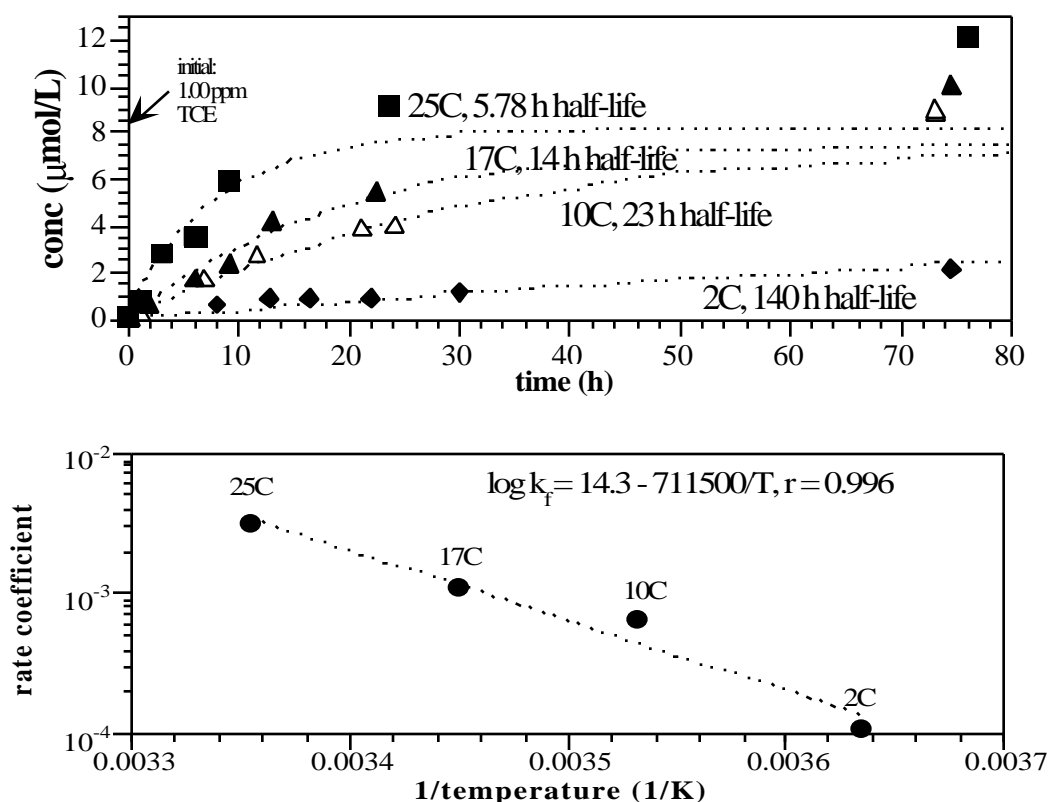 12
10
8
6
4
2
0
conc (μmol/L)
initial:
1.00 ppm
TCE
25C, 5.78 h half-life
17C, 14 h half-life
10C, 23 h half-life
2C, 140 h half-life
0 10 20 30 40 50 60 70 80
time (h)
10-2
10-3
10-4
rate coefficient
log kf = 14.3 - 711500/T, r = 0.996
25C
17C
10C
2C
0.0033 0.0034 0.0035 0.0036 0.0037
1/temperature (1/K)